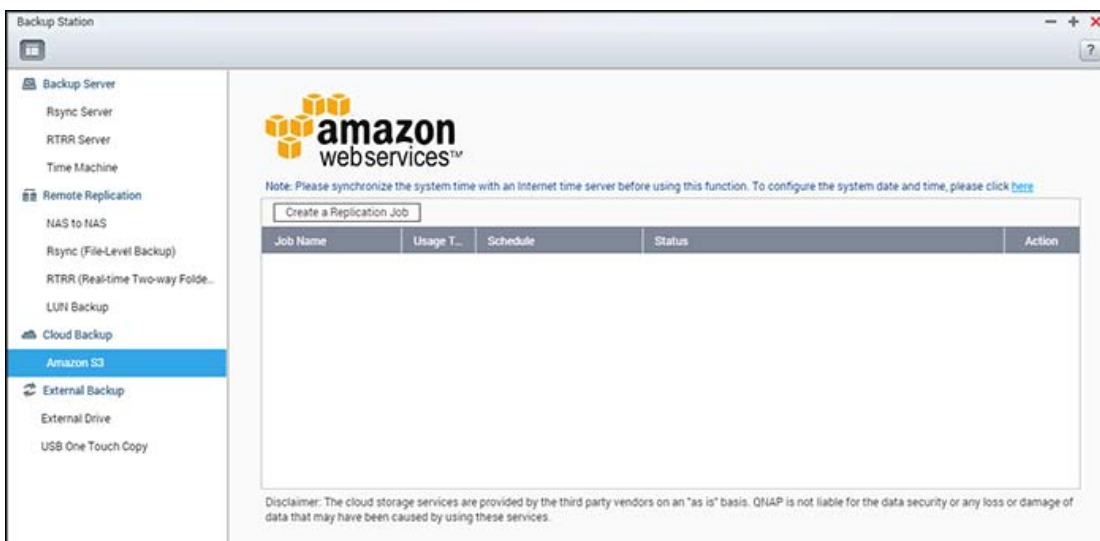 Backup Station
?
Backup Server
Rsync Server
RTRR Server
Time Machine
Remote Replication
NAS to NAS
Rsync (File-Level Backup)
RTRR (Real-time Two-way Folde...
LUN Backup
Cloud Backup
Amazon S3
External Backup
External Drive
USB One Touch Copy
amazon
webservices™
Note: Please synchronize the system time with an Internet time server before using this function. To configure the system date and time, please click here
Create a Replication Job
Job Name Usage T... Schedule Status Action
Disclaimer: The cloud storage services are provided by the third party vendors on an "as is" basis. QNAP is not liable for the data security or any loss or damage of
data that may have been caused by using these services.